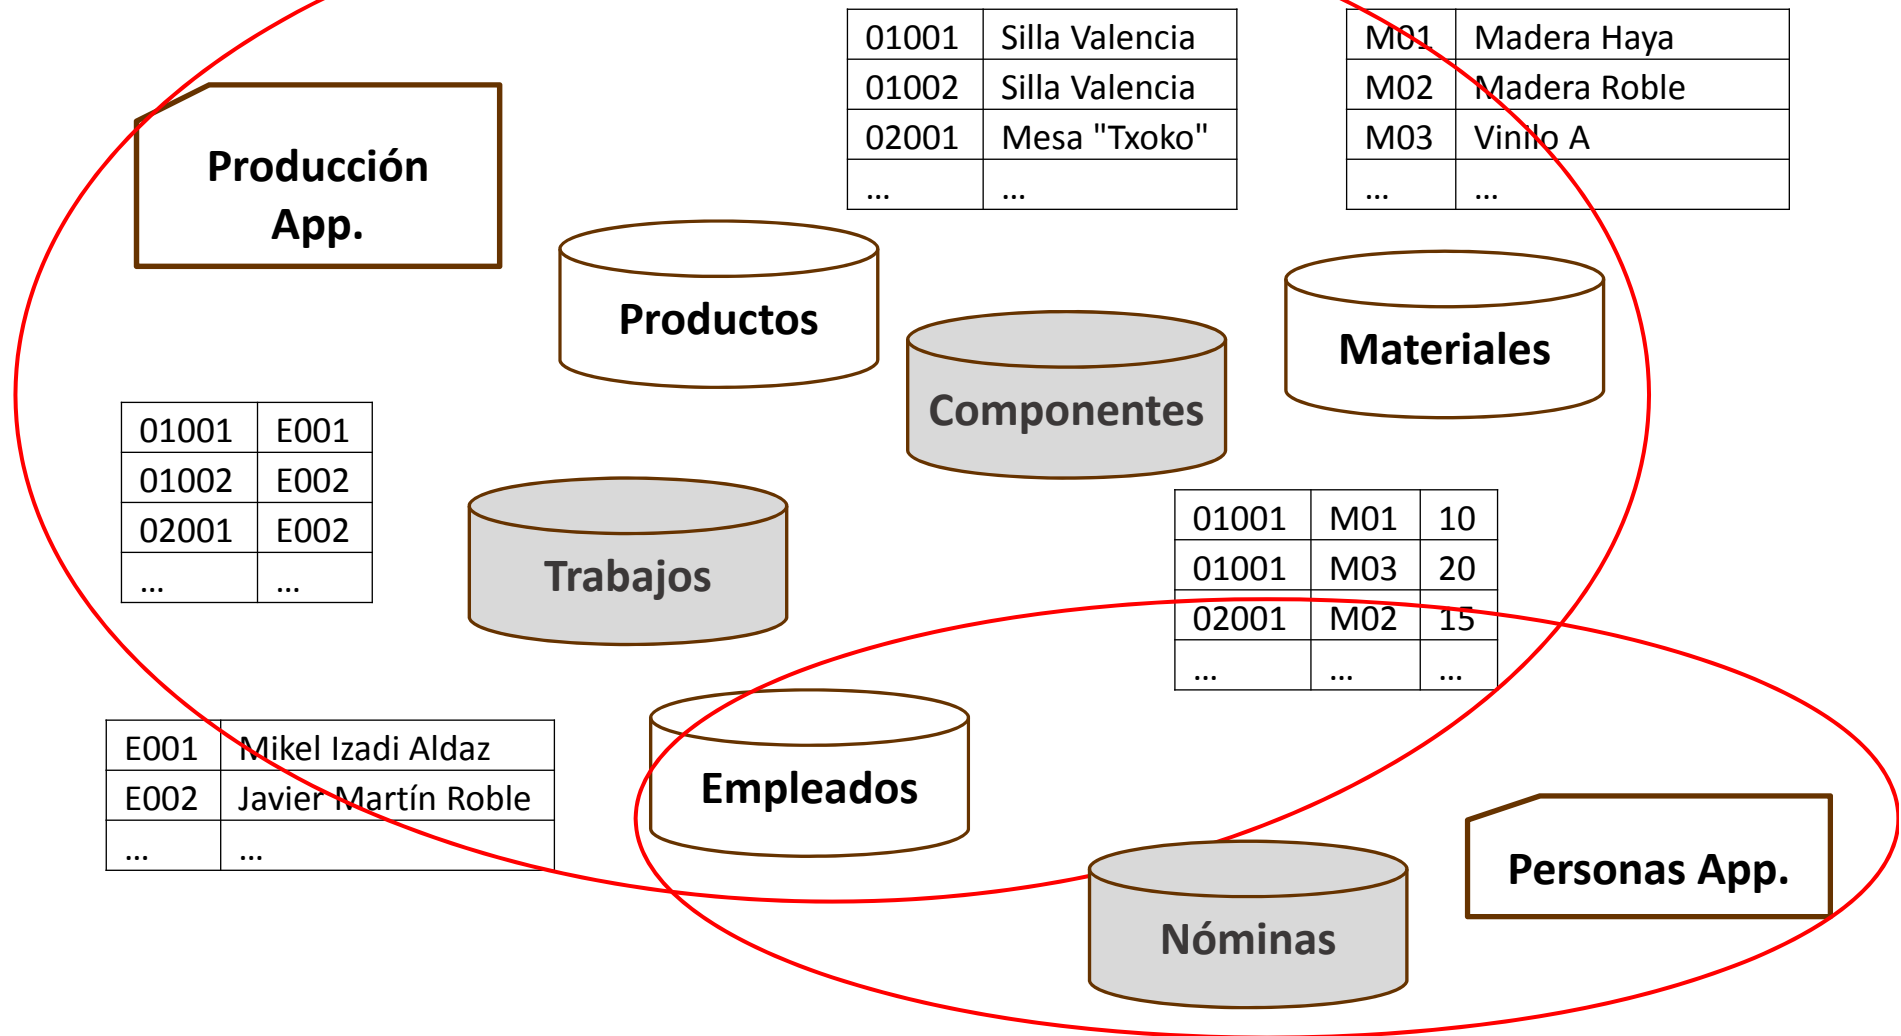 01001 Silla Valencia
01002 Silla Valencia
02001 Mesa "Txoko"
... ...
M01 Madera Haya
M02 Madera Roble
M03 Vinilo A
... ...
Producción
App.
Productos
Materiales
Componentes
01001 E001
01002 E002
02001 E002
... ...
Trabajos
01001 M01 10
01001 M03 20
02001 M02 15
... ... ...
E001 Mikel Izadi Aldaz
E002 Javier Martín Roble
... ...
Empleados
Personas App.
Nóminas